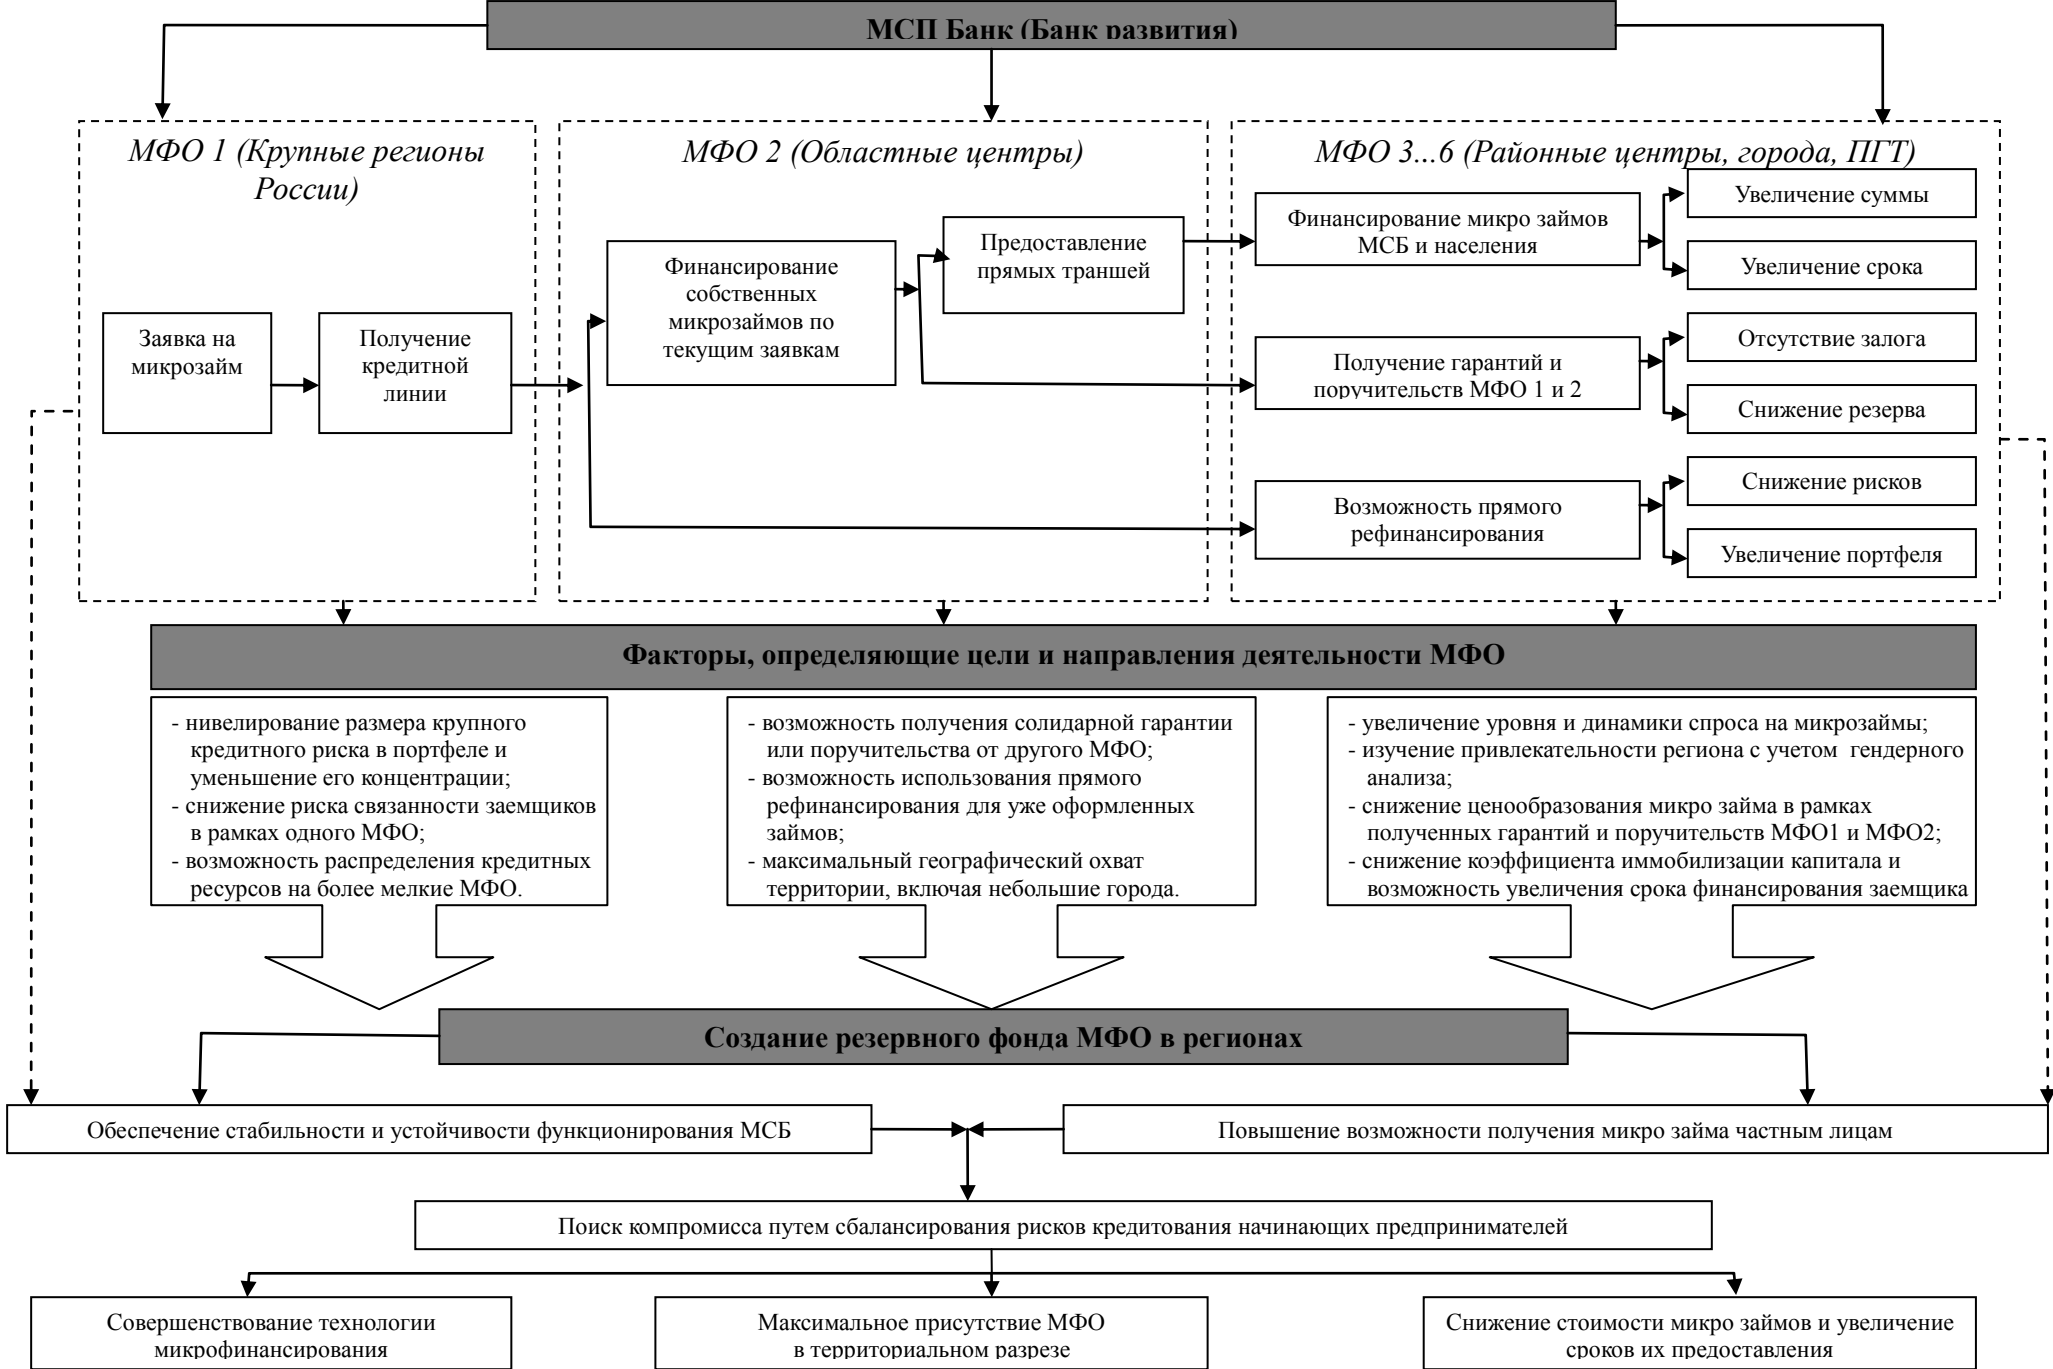 МСП Банк (Банк развития)
МФО 1 (Крупные регионы
России)
Заявка на
микрозайм
Получение
кредитной
линии
МФО 2 (Областные центры)
Финансирование
собственных
микрозаймов по
текущим заявкам
Предоставление
прямых траншей
МФО 3...6 (Районные центры, города, ПГТ)
Финансирование микро займов
МСБ и населения
Увеличение суммы
Увеличение срока
Получение гарантий и
поручительств МФО 1 и 2
Отсутствие залога
Снижение резерва
Возможность прямого
рефинансирования
Снижение рисков
Увеличение портфеля
Факторы, определяющие цели и направления деятельности МФО
- нивелирование размера крупного
кредитного риска в портфеле и
уменьшение его концентрации;
- снижение риска связанности заемщиков
в рамках одного МФО;
- возможность распределения кредитных
ресурсов на более мелкие МФО.
- возможность получения солидарной гарантии
или поручительства от другого МФО;
- возможность использования прямого
рефинансирования для уже оформленных
займов;
- максимальный географический охват
территории, включая небольшие города.
- увеличение уровня и динамики спроса на микрозаймы;
- изучение привлекательности региона с учетом  гендерного
анализа;
- снижение ценообразования микро займа в рамках
полученных гарантий и поручительств МФО1 и МФО2;
- снижение коэффициента иммобилизации капитала и
возможность увеличения срока финансирования заемщика
Создание резервного фонда МФО в регионах
Обеспечение стабильности и устойчивости функционирования МСБ
Повышение возможности получения микро займа частным лицам
Поиск компромисса путем сбалансирования рисков кредитования начинающих предпринимателей
Совершенствование технологии
микрофинансирования
Максимальное присутствие МФО
в территориальном разрезе
Снижение стоимости микро займов и увеличение
сроков их предоставления